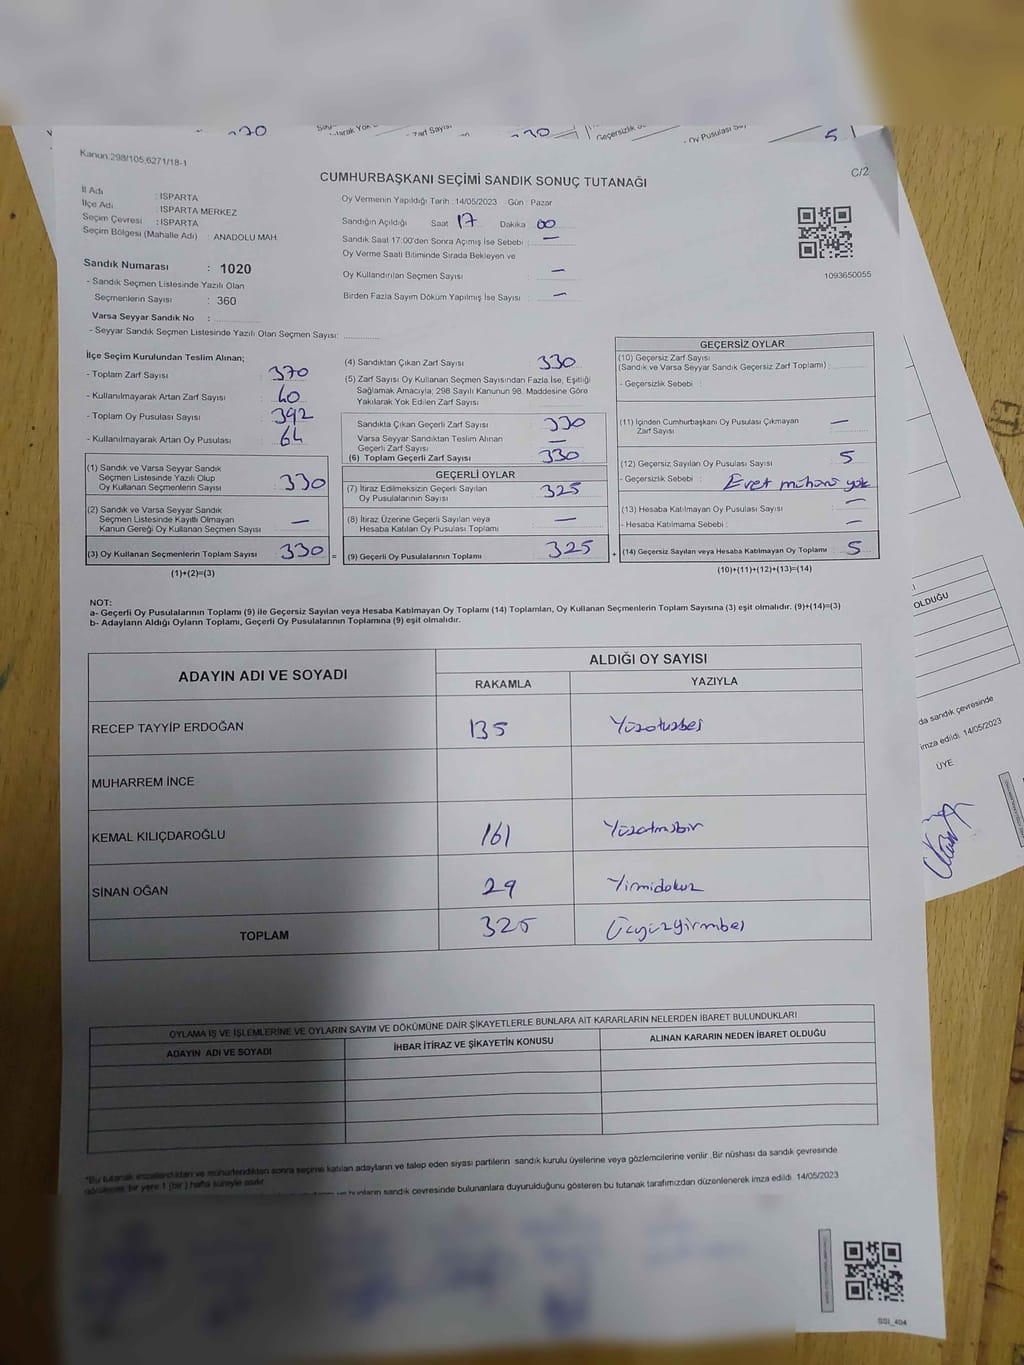 Kanun 298/105,6271/18-1
C/2
CUMHURBAŞKANI SEÇİMİ SANDIK SONUÇ TUTANAĞI
İl Adı : ISPARTA
İlçe Adı : ISPARTA MERKEZ
Seçim Çevresi : ISPARTA
Seçim Bölgesi (Mahalle Adı) : ANADOLU MAH.
Oy Vermenin Yapıldığı Tarih : 14/05/2023 Gün : Pazar
Sandığın Açıldığı Saat 17 Dakika 00
Sandık Saat 17:00'den Sonra Açımış İse Sebebi : —
Oy Verme Saati Bitiminde Sırada Bekleyen ve
Oy Kullandırılan Seçmen Sayısı : —
Birden Fazla Sayım Döküm Yapılmış İse Sayısı : —
1093650055
Sandık Numarası : 1020
- Sandık Seçmen Listesinde Yazılı Olan
Seçmenlerin Sayısı : 360
Varsa Seyyar Sandık No :
- Seyyar Sandık Seçmen Listesinde Yazılı Olan Seçmen Sayısı:
İlçe Seçim Kurulundan Teslim Alınan;
- Toplam Zarf Sayısı : 370
- Kullanılmayarak Artan Zarf Sayısı : 40
- Toplam Oy Pusulası Sayısı : 392
- Kullanılmayarak Artan Oy Pusulası : 64
(1) Sandık ve Varsa Seyyar Sandık
Seçmen Listesinde Yazılı Olup
Oy Kullanan Seçmenlerin Sayısı : 330
(2) Sandık ve Varsa Seyyar Sandık
Seçmen Listesinde Kayıtlı Olmayan
Kanun Gereği Oy Kullanan Seçmen Sayısı : —
(3) Oy Kullanan Seçmenlerin Toplam Sayısı : 330 =
(1)+(2)=(3)
(4) Sandıktan Çıkan Zarf Sayısı : 330
(5) Zarf Sayısı Oy Kullanan Seçmen Sayısından Fazla İse, Eşitliği
Sağlamak Amacıyla; 298 Sayılı Kanunun 98. Maddesine Göre
Yakılarak Yok Edilen Zarf Sayısı :
Sandıkta Çıkan Geçerli Zarf Sayısı : 330
Varsa Seyyar Sandıktan Teslim Alınan
Geçerli Zarf Sayısı : —
(6) Toplam Geçerli Zarf Sayısı : 330
GEÇERLİ OYLAR
(7) İtiraz Edilmeksizin Geçerli Sayılan
Oy Pusulalarının Sayısı : 325
(8) İtiraz Üzerine Geçerli Sayılan veya
Hesaba Katılan Oy Pusulası Toplamı : —
(9) Geçerli Oy Pusulalarının Toplamı : 325 +
GEÇERSİZ OYLAR
(10) Geçersiz Zarf Sayısı
(Sandık ve Varsa Seyyar Sandık Geçersiz Zarf Toplamı) :
- Geçersizlik Sebebi :
(11) İçinden Cumhurbaşkanı Oy Pusulası Çıkmayan
Zarf Sayısı : —
(12) Geçersiz Sayılan Oy Pusulası Sayısı : 5
- Geçersizlik Sebebi : Evet mührü yok
(13) Hesaba Katılmayan Oy Pusulası Sayısı : —
- Hesaba Katılmama Sebebi : —
(14) Geçersiz Sayılan veya Hesaba Katılmayan Oy Toplamı : 5
(10)+(11)+(12)+(13)=(14)
NOT:
a- Geçerli Oy Pusulalarının Toplamı (9) ile Geçersiz Sayılan veya Hesaba Katılmayan Oy Toplamı (14) Toplamları, Oy Kullanan Seçmenlerin Toplam Sayısına (3) eşit olmalıdır. (9)+(14)=(3)
b- Adayların Aldığı Oyların Toplamı, Geçerli Oy Pusulalarının Toplamına (9) eşit olmalıdır.
ADAYIN ADI VE SOYADI
ALDIĞI OY SAYISI
RAKAMLA YAZIYLA
RECEP TAYYİP ERDOĞAN 135 Yüzotuzbeş
MUHARREM İNCE
KEMAL KILIÇDAROĞLU 161 Yüzatmışbir
SİNAN OĞAN 29 Yirmidokuz
TOPLAM 325 Üçyüzyirmibeş
OYLAMA İŞ VE İŞLEMLERİNE VE OYLARIN SAYIM VE DÖKÜMÜNE DAİR ŞİKAYETLERLE BUNLARA AİT KARARLARIN NELERDEN İBARET BULUNDUKLARI
ADAYIN ADI VE SOYADI İHBAR İTİRAZ VE ŞİKAYETİN KONUSU ALINAN KARARIN NEDEN İBARET OLDUĞU
*Bu tutanak imzalandıktan ve mühürlendikten sonra seçime katılan adayların ve talep eden siyasi partilerin sandık kurulu üyelerine veya gözlemcilerine verilir. Bir nüshası da sandık çevresinde
görülecek bir yere 1 (bir) hafta süreyle asılır.
sandık çevresinde bulunanlara duyurulduğunu gösteren bu tutanak tarafımızdan düzenlenerek imza edildi. 14/05/2023
SSI_404
OLDUĞU
da sandık çevresinde
imza edildi. 14/05/2023
ÜYE